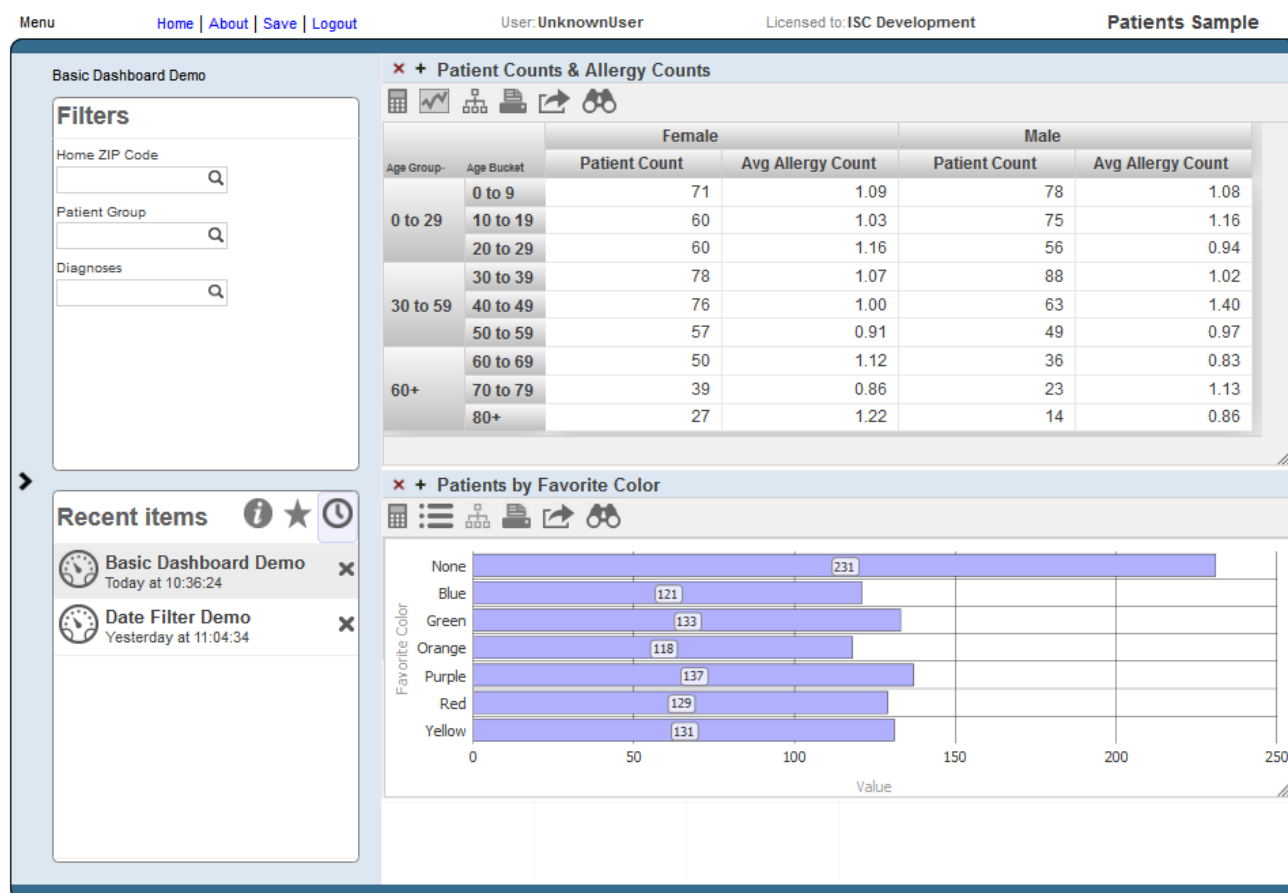 Menu Home | About | Save | Logout User:UnknownUser Licensed to:ISC Development Patients Sample
Basic Dashboard Demo
Filters
Home ZIP Code
Patient Group
Diagnoses
Recent items
Basic Dashboard Demo
Today at 10:36:24
Date Filter Demo
Yesterday at 11:04:34
Patient Counts & Allergy Counts
Female Male
Age Group- Age Bucket Patient Count Avg Allergy Count Patient Count Avg Allergy Count
0 to 9 71 1.09 78 1.08
0 to 29 10 to 19 60 1.03 75 1.16
20 to 29 60 1.16 56 0.94
30 to 39 78 1.07 88 1.02
30 to 59 40 to 49 76 1.00 63 1.40
50 to 59 57 0.91 49 0.97
60 to 69 50 1.12 36 0.83
60+ 70 to 79 39 0.86 23 1.13
80+ 27 1.22 14 0.86
Patients by Favorite Color
Favorite Color
None 231
Blue 121
Green 133
Orange 118
Purple 137
Red 129
Yellow 131
0 50 100 150 200 250
Value